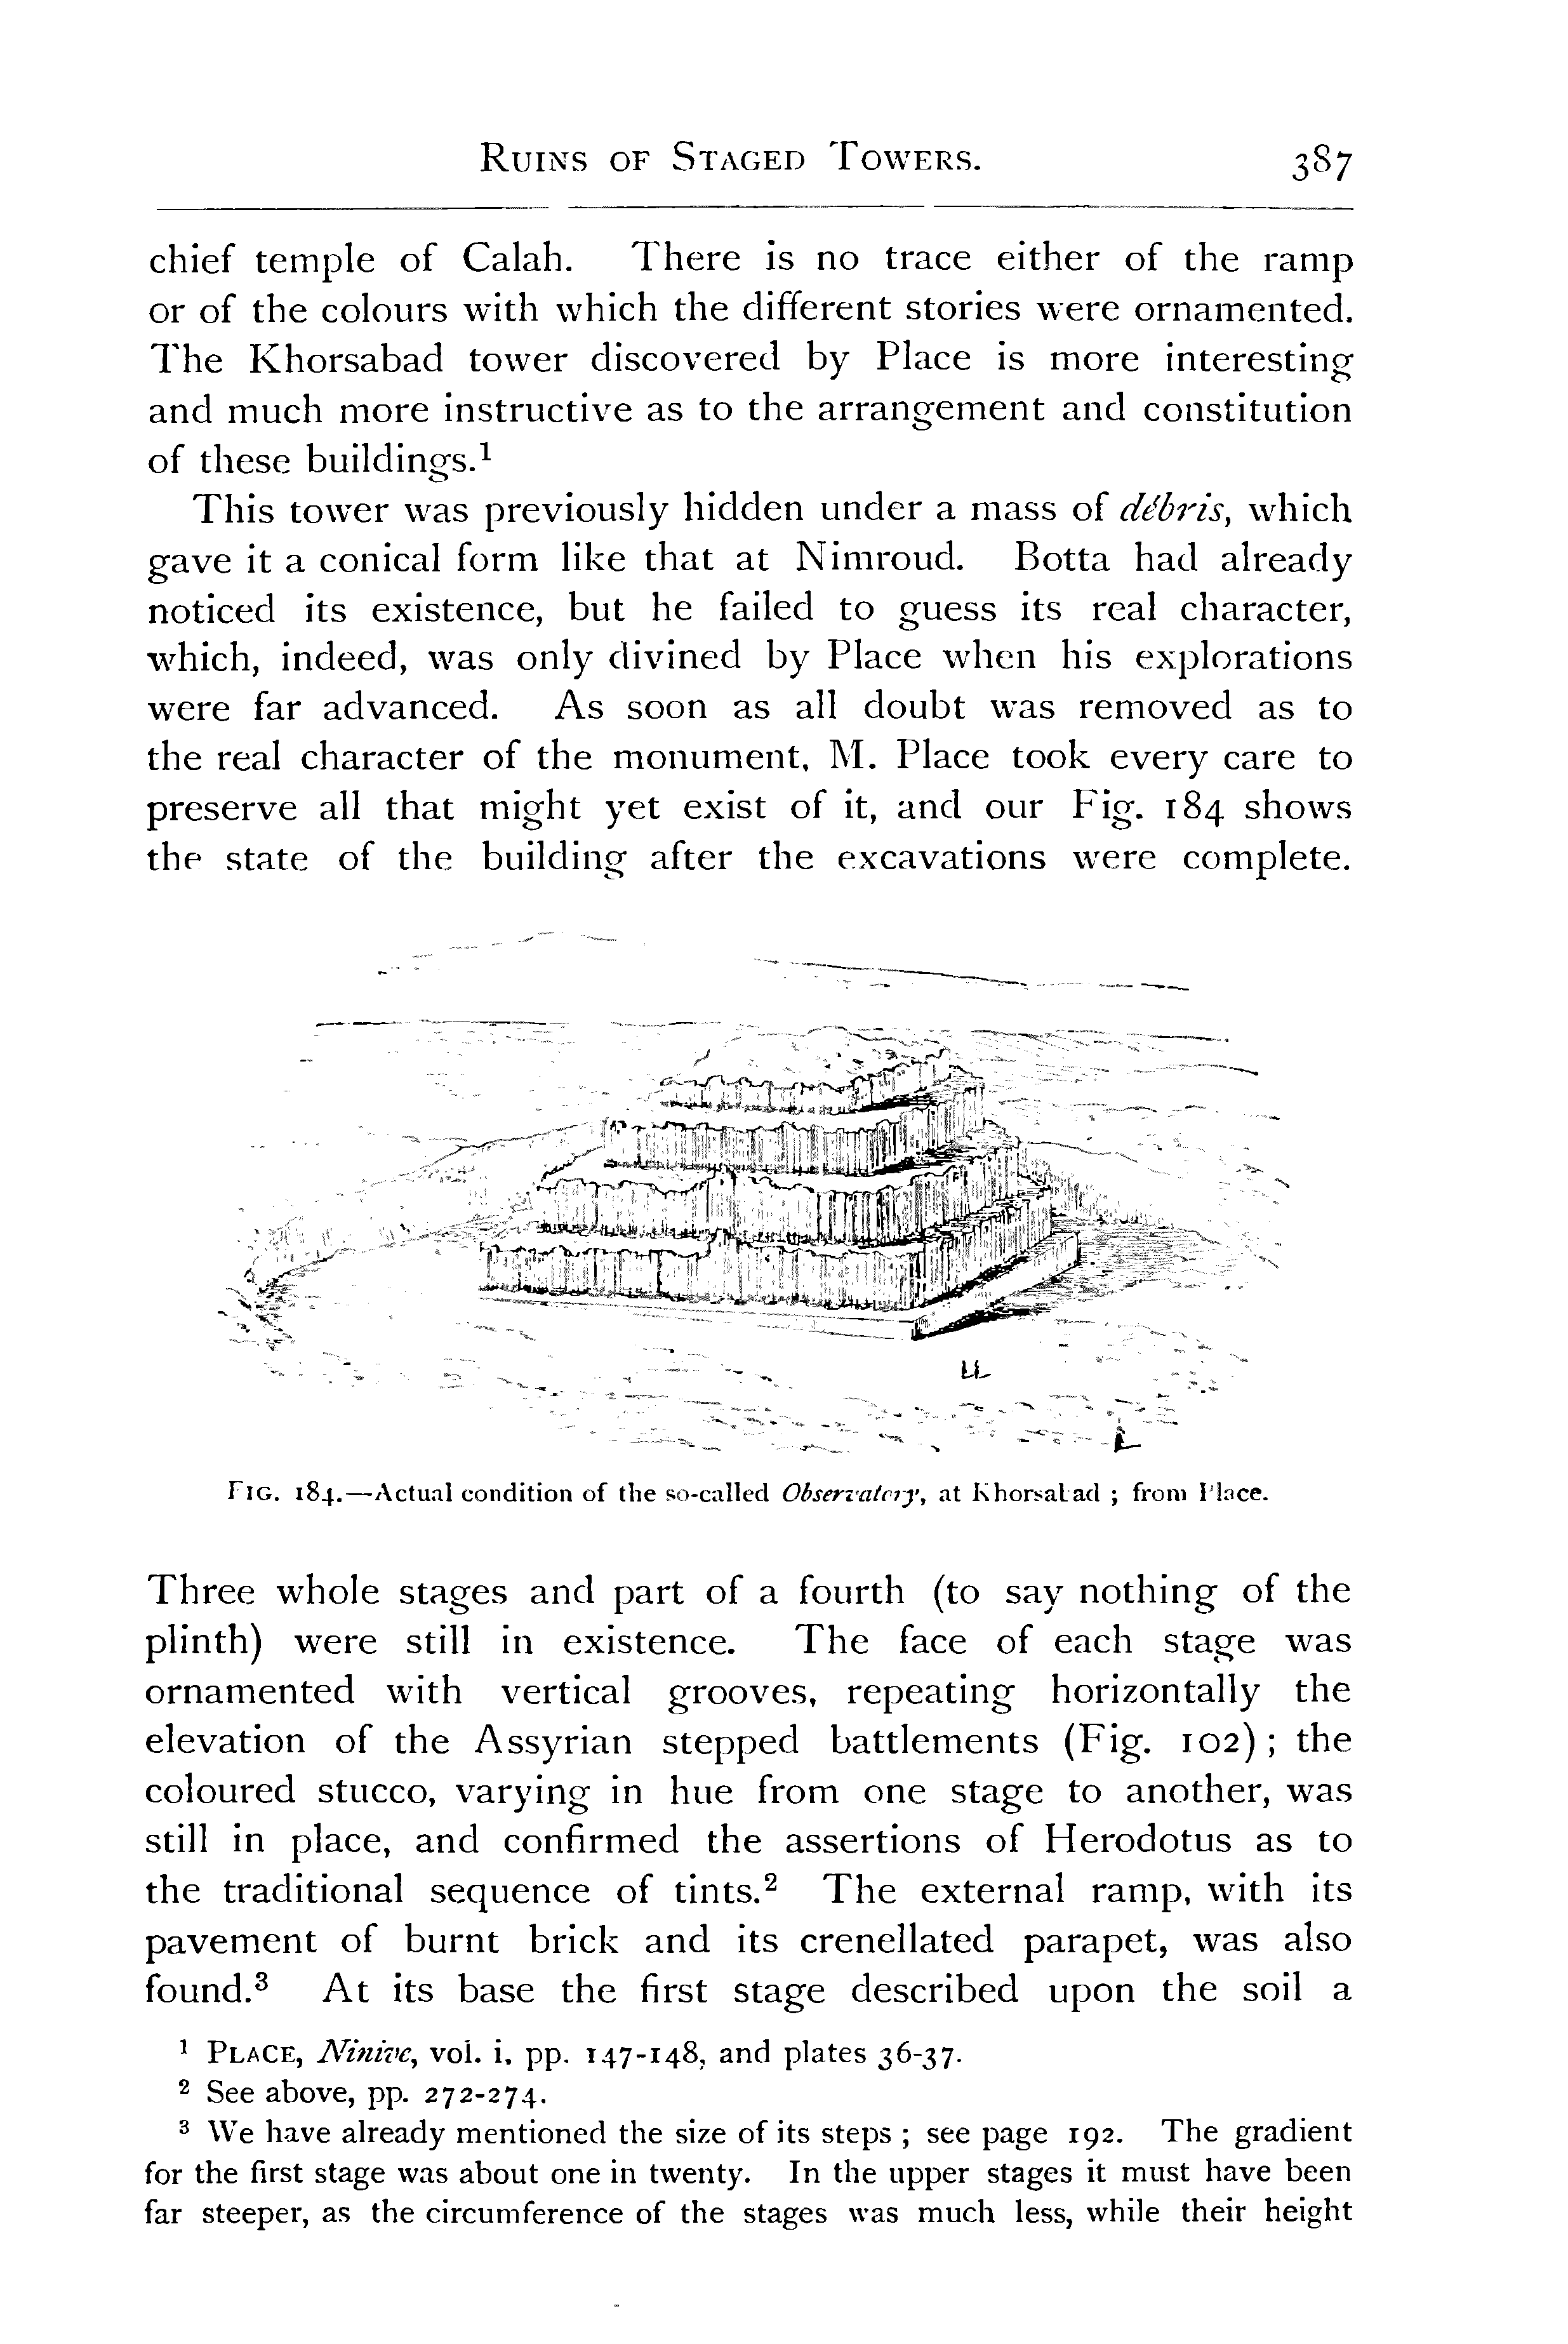 RUINS OF STAGED TOWERS. 387
chief temple of Calah. There is no trace either of the ramp
or of the colours with which the different stories were ornamented.
The Khorsabad tower discovered by Place is more interesting
and much more instructive as to the arrangement and constitution
of these buildings.¹
This tower was previously hidden under a mass of débris, which
gave it a conical form like that at Nimroud. Botta had already
noticed its existence, but he failed to guess its real character,
which, indeed, was only divined by Place when his explorations
were far advanced. As soon as all doubt was removed as to
the real character of the monument, M. Place took every care to
preserve all that might yet exist of it, and our Fig. 184 shows
the state of the building after the excavations were complete.
FIG. 184.—Actual condition of the so-called Observatory, at Khorsabad ; from Place.
Three whole stages and part of a fourth (to say nothing of the
plinth) were still in existence. The face of each stage was
ornamented with vertical grooves, repeating horizontally the
elevation of the Assyrian stepped battlements (Fig. 102) ; the
coloured stucco, varying in hue from one stage to another, was
still in place, and confirmed the assertions of Herodotus as to
the traditional sequence of tints.² The external ramp, with its
pavement of burnt brick and its crenellated parapet, was also
found.³ At its base the first stage described upon the soil a
¹ PLACE, Ninive, vol. i. pp. 147-148, and plates 36-37.
² See above, pp. 272-274.
³ We have already mentioned the size of its steps ; see page 192. The gradient
for the first stage was about one in twenty. In the upper stages it must have been
far steeper, as the circumference of the stages was much less, while their height